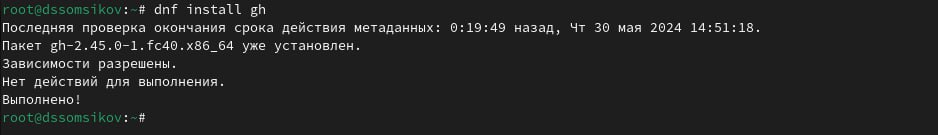 root@dssomsikov:~# dnf install gh
Последняя проверка окончания срока действия метаданных: 0:19:49 назад, Чт 30 мая 2024 14:51:18.
Пакет gh-2.45.0-1.fc40.x86_64 уже установлен.
Зависимости разрешены.
Нет действий для выполнения.
Выполнено!
root@dssomsikov:~#